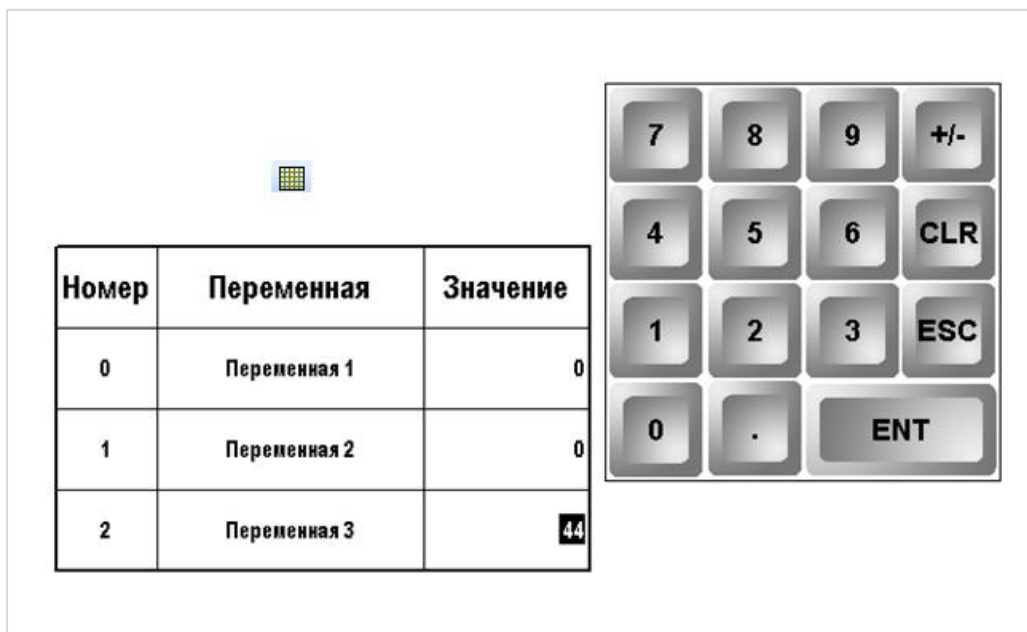 7 8 9 +/-
4 5 6 CLR
1 2 3 ESC
0 . ENT
Номер Переменная Значение
0 Переменная 1 0
1 Переменная 2 0
2 Переменная 3 44